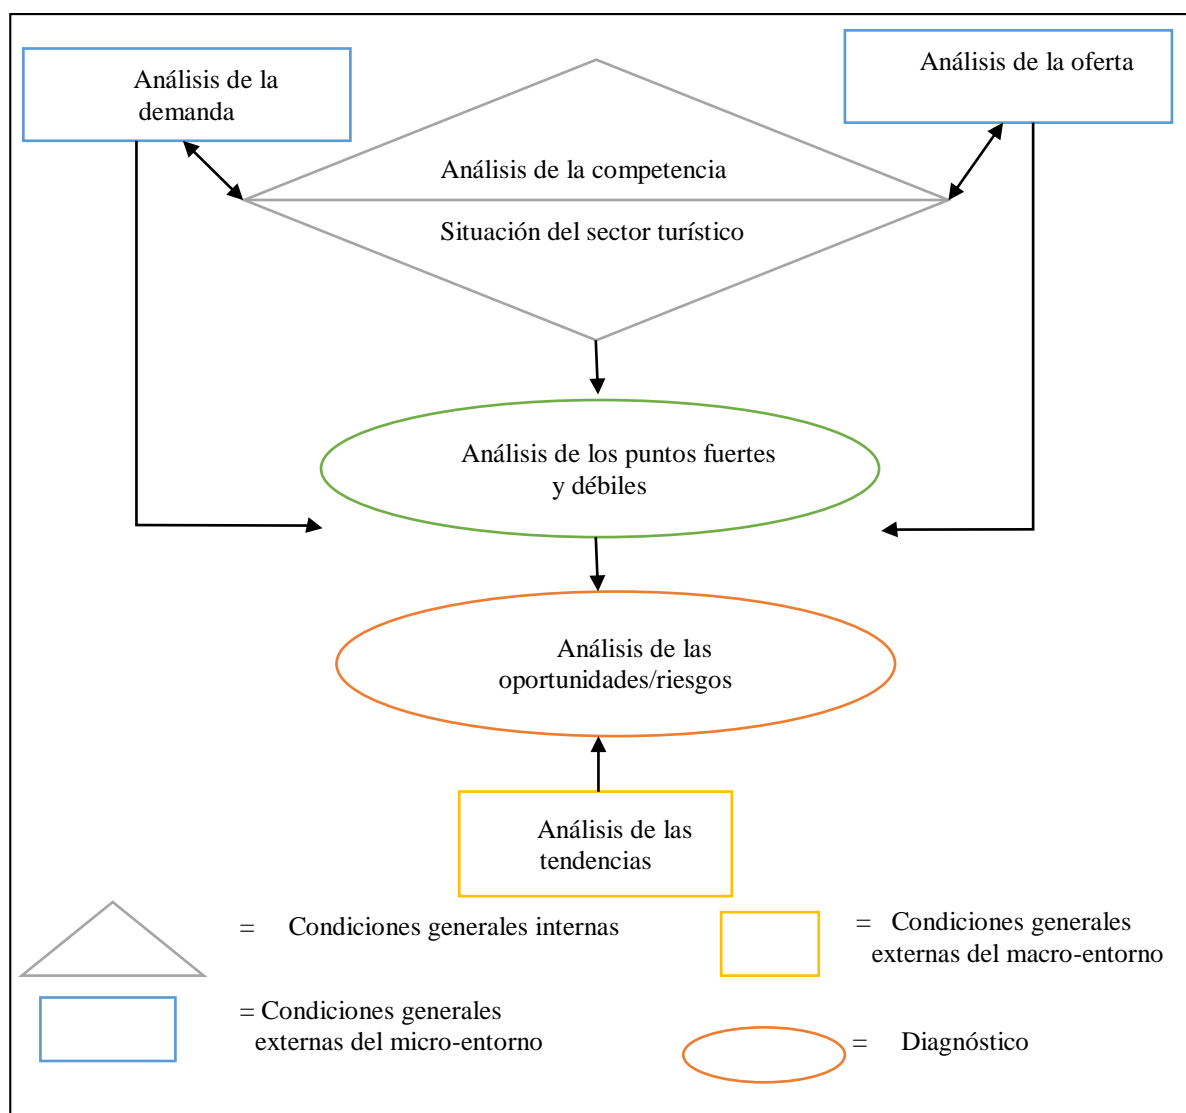 Análisis de la
demanda
Análisis de la oferta
Análisis de la competencia
Situación del sector turístico
Análisis de los puntos fuertes
y débiles
Análisis de las
oportunidades/riesgos
Análisis de las
tendencias
= Condiciones generales internas
= Condiciones generales
externas del macro-entorno
= Condiciones generales
externas del micro-entorno
= Diagnóstico